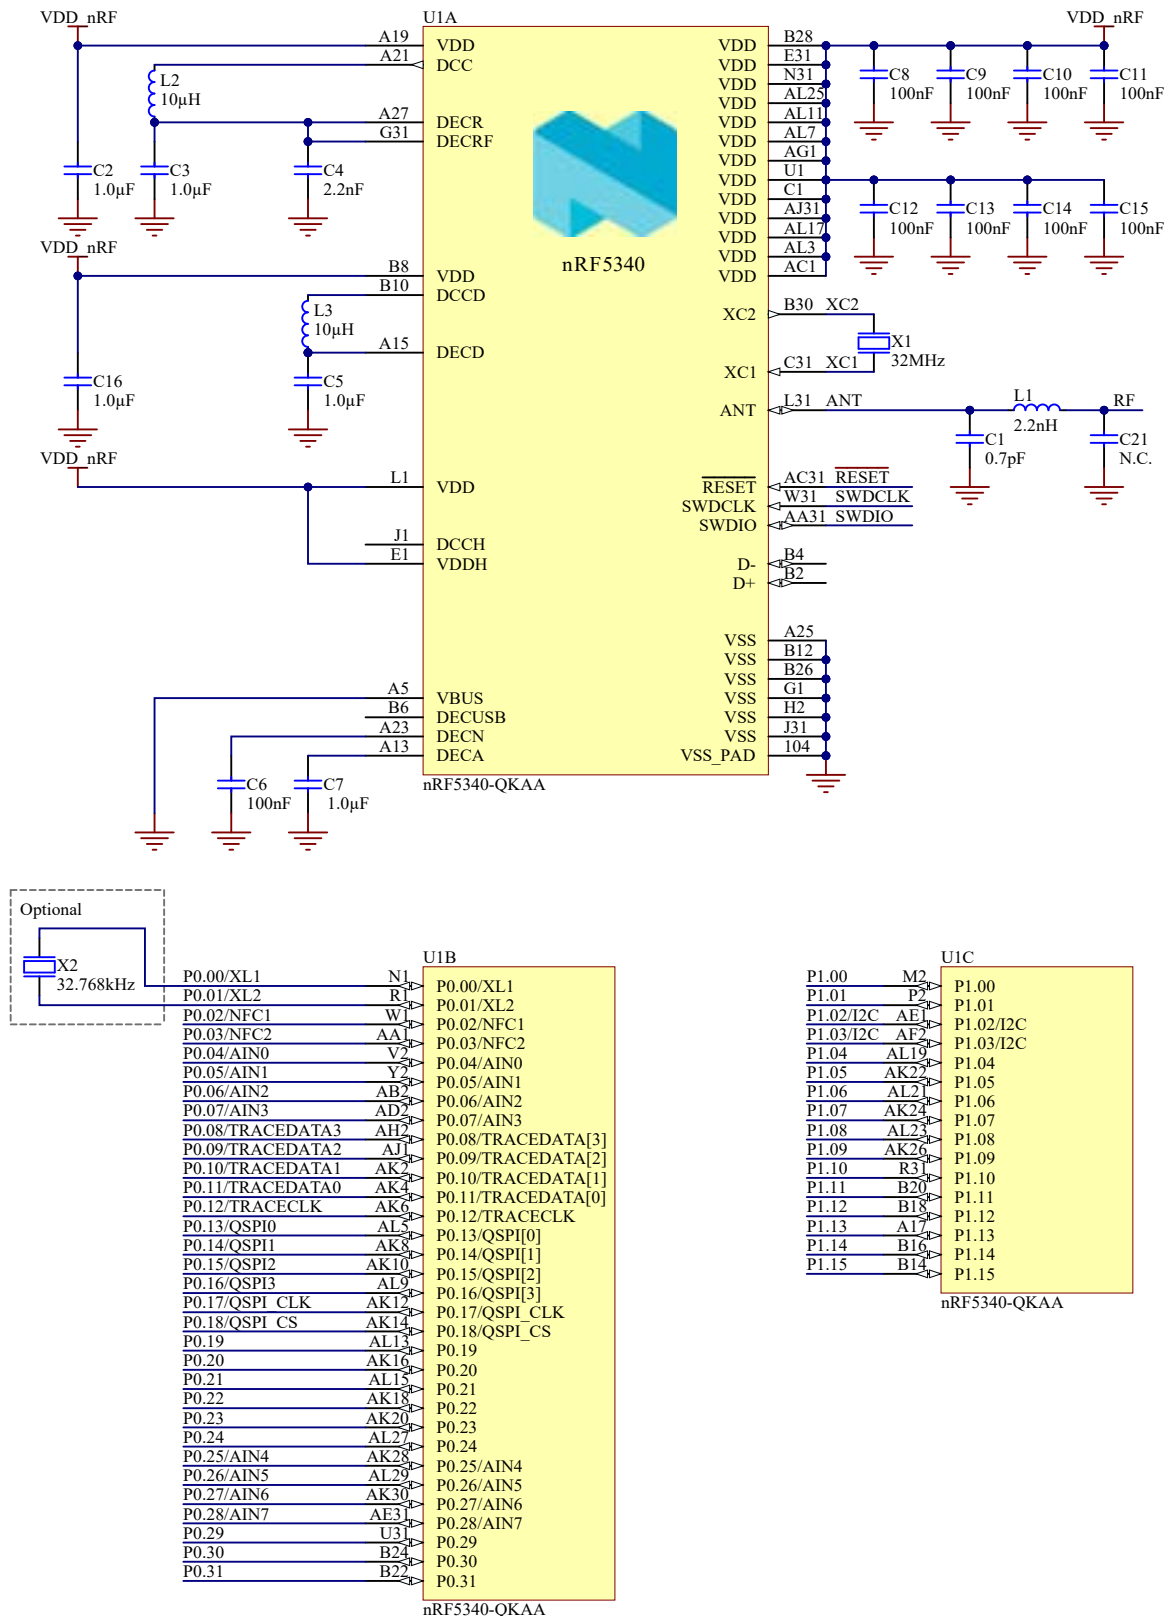 VDD_nRF
U1A
VDD_nRF
A19 VDD
A21 DCC
L2
10µH
A27 DECR
G31 DECRF
C2
1.0µF
C3
1.0µF
C4
2.2nF
VDD_nRF
B8 VDD
B10 DCCD
L3
10µH
A15 DECD
C16
1.0µF
C5
1.0µF
VDD_nRF
L1 VDD
J1 DCCH
E1 VDDH
A5 VBUS
B6 DECUSB
A23 DECN
A13 DECA
C6
100nF
C7
1.0µF
nRF5340
VDD B28
VDD E31
VDD N31
VDD AL25
VDD AL11
VDD AL7
VDD AG1
VDD U1
VDD C1
VDD AJ31
VDD AL17
VDD AL3
VDD AC1
C8
100nF
C9
100nF
C10
100nF
C11
100nF
C12
100nF
C13
100nF
C14
100nF
C15
100nF
XC2 B30 XC2
X1
32MHz
XC1 C31 XC1
ANT L31 ANT
L1
2.2nH
RF
C1
0.7pF
C21
N.C.
RESET AC31 RESET
SWDCLK W31 SWDCLK
SWDIO AA31 SWDIO
D- B4
D+ B2
VSS A25
VSS B12
VSS B26
VSS G1
VSS H2
VSS J31
VSS_PAD 104
nRF5340-QKAA
Optional
X2
32.768kHz
U1B
P0.00/XL1 N1 P0.00/XL1
P0.01/XL2 R1 P0.01/XL2
P0.02/NFC1 W1 P0.02/NFC1
P0.03/NFC2 AA1 P0.03/NFC2
P0.04/AIN0 V2 P0.04/AIN0
P0.05/AIN1 Y2 P0.05/AIN1
P0.06/AIN2 AB2 P0.06/AIN2
P0.07/AIN3 AD2 P0.07/AIN3
P0.08/TRACEDATA3 AH2 P0.08/TRACEDATA[3]
P0.09/TRACEDATA2 AJ1 P0.09/TRACEDATA[2]
P0.10/TRACEDATA1 AK2 P0.10/TRACEDATA[1]
P0.11/TRACEDATA0 AK4 P0.11/TRACEDATA[0]
P0.12/TRACECLK AK6 P0.12/TRACECLK
P0.13/QSPI0 AL5 P0.13/QSPI[0]
P0.14/QSPI1 AK8 P0.14/QSPI[1]
P0.15/QSPI2 AK10 P0.15/QSPI[2]
P0.16/QSPI3 AL9 P0.16/QSPI[3]
P0.17/QSPI_CLK AK12 P0.17/QSPI_CLK
P0.18/QSPI_CS AK14 P0.18/QSPI_CS
P0.19 AL13 P0.19
P0.20 AK16 P0.20
P0.21 AL15 P0.21
P0.22 AK18 P0.22
P0.23 AK20 P0.23
P0.24 AL27 P0.24
P0.25/AIN4 AK28 P0.25/AIN4
P0.26/AIN5 AL29 P0.26/AIN5
P0.27/AIN6 AK30 P0.27/AIN6
P0.28/AIN7 AE31 P0.28/AIN7
P0.29 U31 P0.29
P0.30 B24 P0.30
P0.31 B22 P0.31
nRF5340-QKAA
U1C
P1.00 M2 P1.00
P1.01 P2 P1.01
P1.02/I2C AE1 P1.02/I2C
P1.03/I2C AF2 P1.03/I2C
P1.04 AL19 P1.04
P1.05 AK22 P1.05
P1.06 AL21 P1.06
P1.07 AK24 P1.07
P1.08 AL23 P1.08
P1.09 AK26 P1.09
P1.10 R31 P1.10
P1.11 B20 P1.11
P1.12 B18 P1.12
P1.13 A17 P1.13
P1.14 B16 P1.14
P1.15 B14 P1.15
nRF5340-QKAA